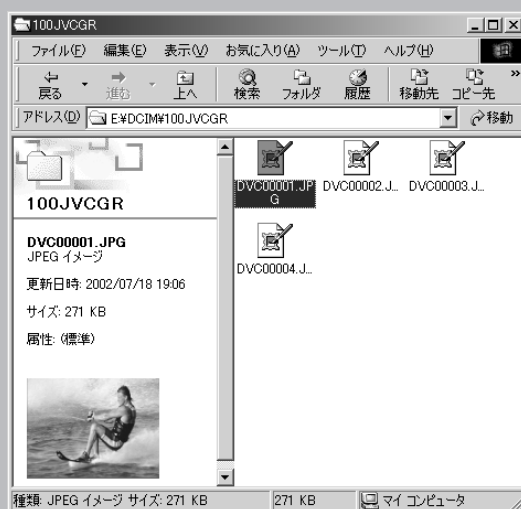 100JVCGR
ファイル(F) 編集(E) 表示(V) お気に入り(A) ツール(T) ヘルプ(H)
戻る 進む 上へ 検索 フォルダ 履歴 移動先 コピー先 »
アドレス(D) E:¥DCIM¥100JVCGR 移動
100JVCGR
DVC00001.JPG
JPEG イメージ
更新日時: 2002/07/18 19:06
サイズ: 271 KB
属性: (標準)
DVC00001.JP
G
DVC00002.J...
DVC00003.J...
DVC00004.J...
種類: JPEG イメージ サイズ: 271 KB 271 KB マイ コンピュータ